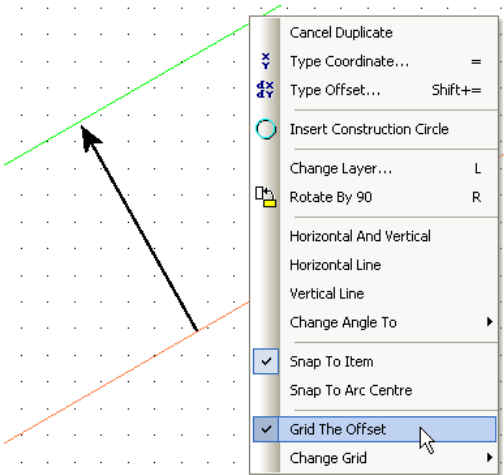 Cancel Duplicate
Type Coordinate... =
Type Offset... Shift+=
Insert Construction Circle
Change Layer... L
Rotate By 90 R
Horizontal And Vertical
Horizontal Line
Vertical Line
Change Angle To
Snap To Item
Snap To Arc Centre
Grid The Offset
Change Grid